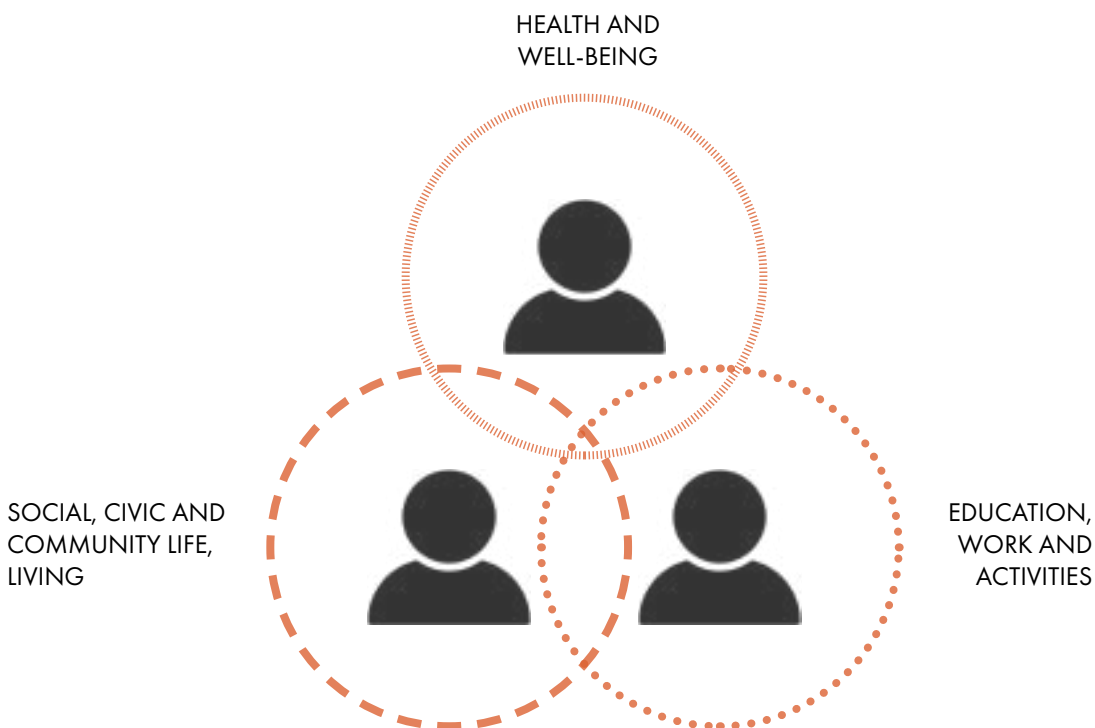 HEALTH AND
WELL-BEING
SOCIAL, CIVIC AND
COMMUNITY LIFE,
LIVING
EDUCATION,
WORK AND
ACTIVITIES